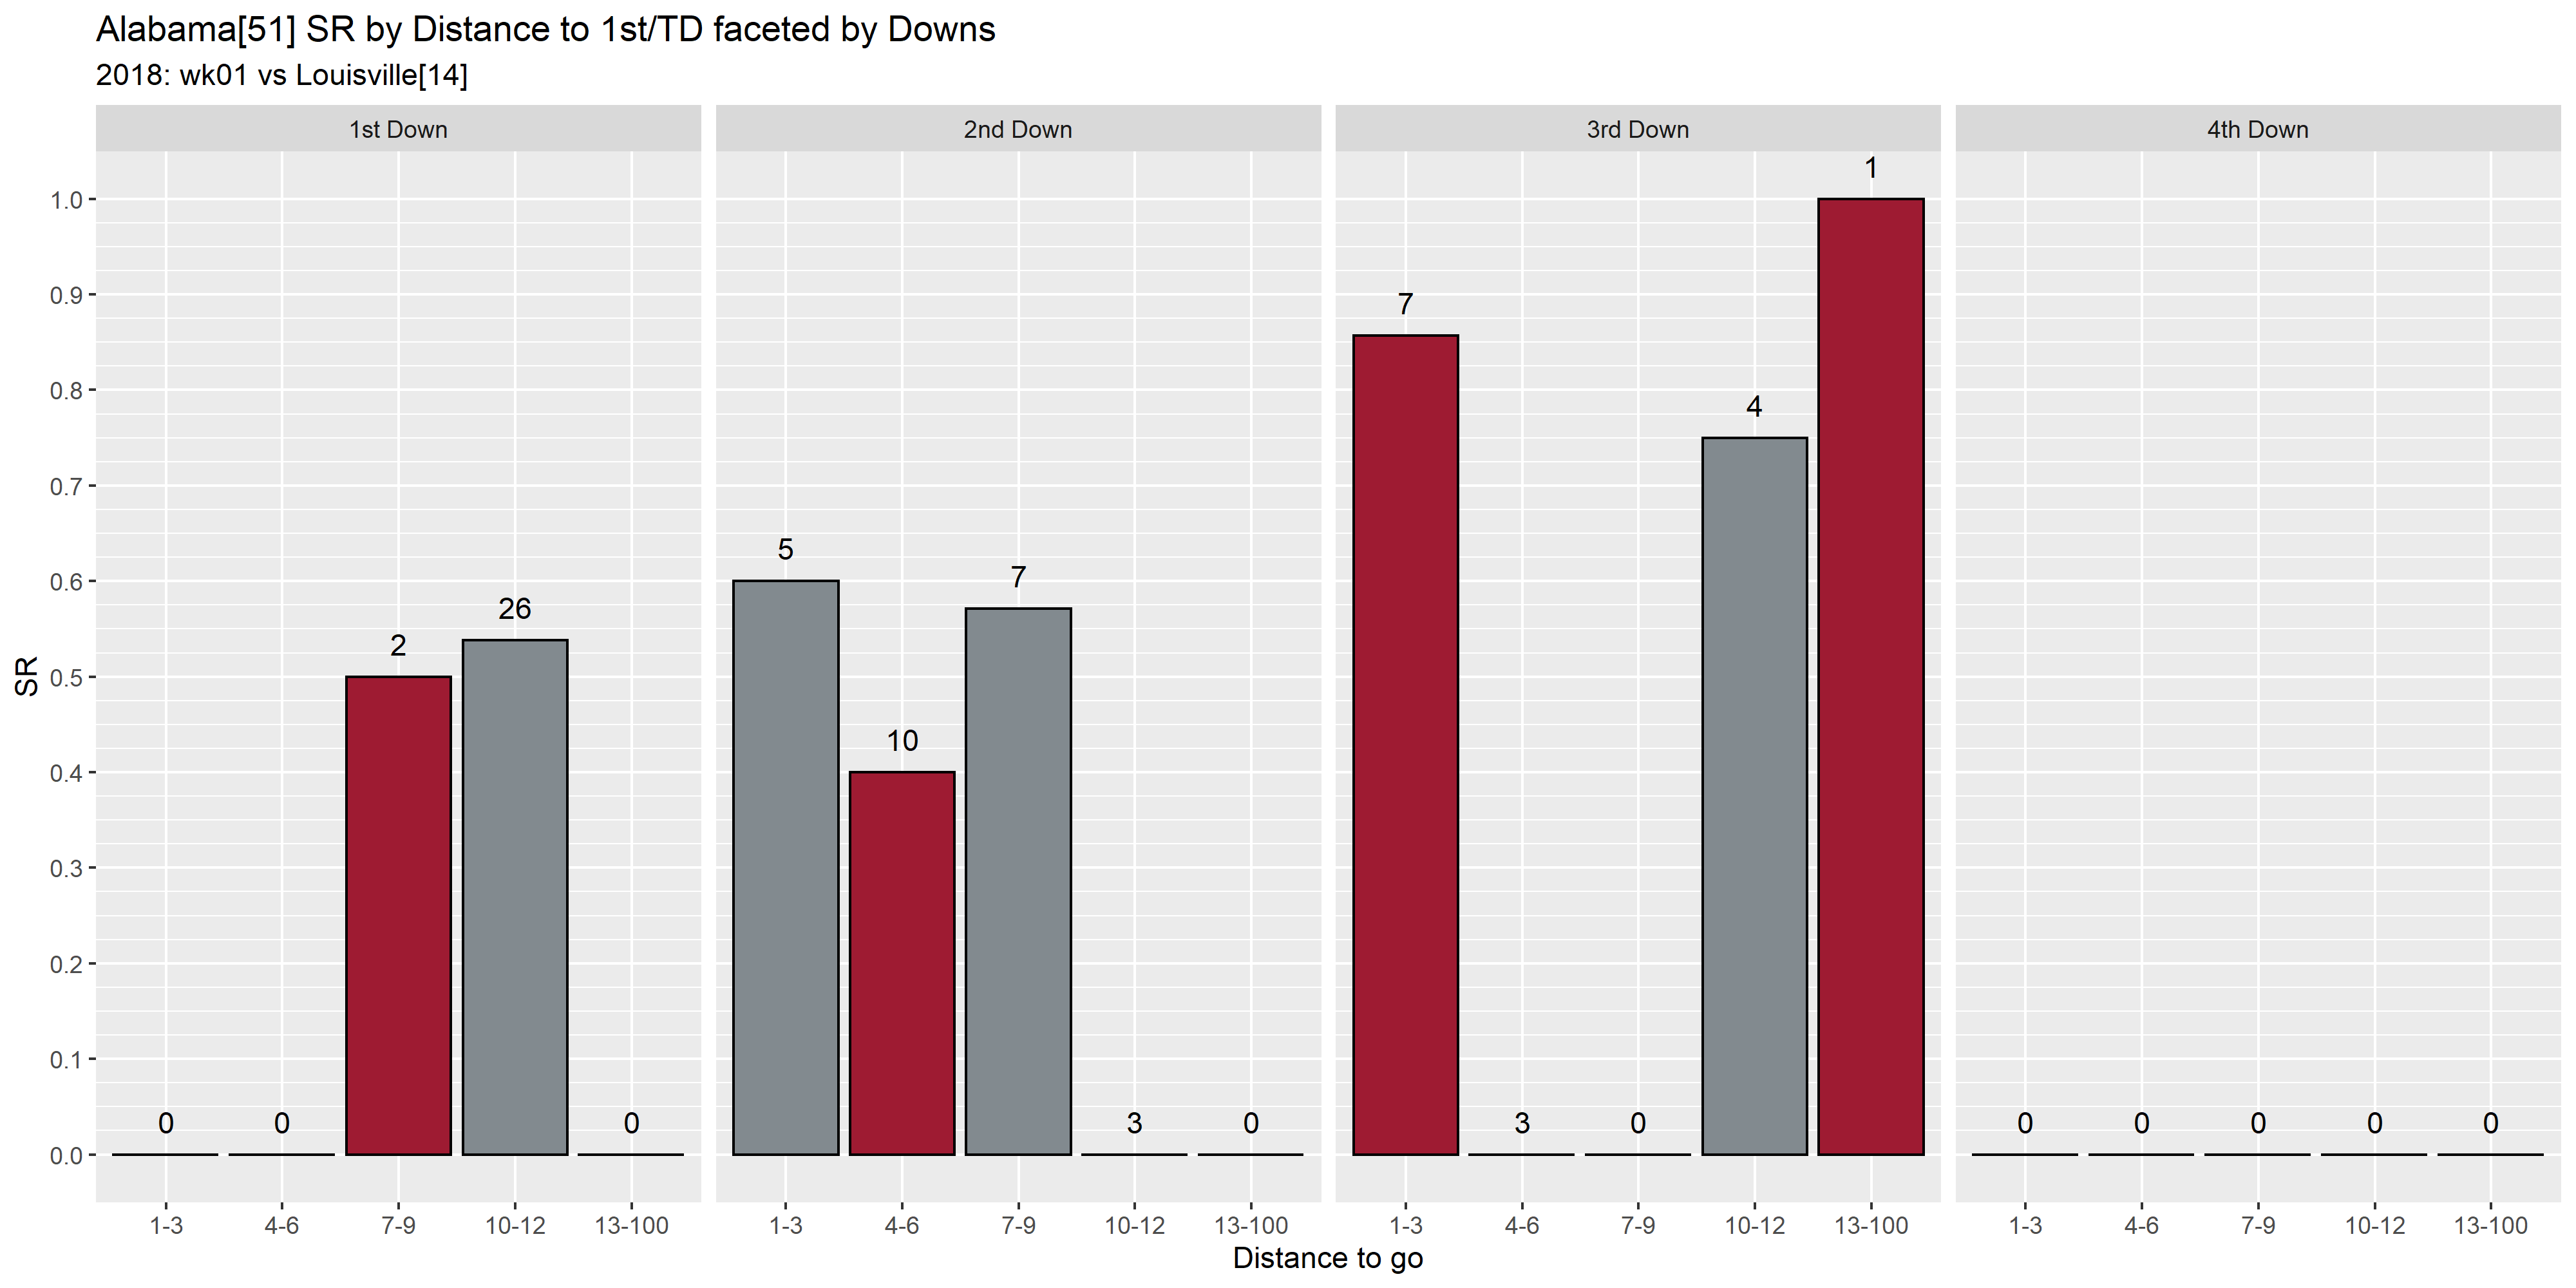 Alabama[51] SR by Distance to 1st/TD faceted by Downs
2018: wk01 vs Louisville[14]
1st Down 2nd Down 3rd Down 4th Down
SR
1.0
0.9
0.8
0.7
0.6
0.5
0.4
0.3
0.2
0.1
0.0
0 0 2 26 0
5 10 7 3 0
7 3 0 4 1
0 0 0 0 0
1-3 4-6 7-9 10-12 13-100 1-3 4-6 7-9 10-12 13-100 1-3 4-6 7-9 10-12 13-100 1-3 4-6 7-9 10-12 13-100
Distance to go